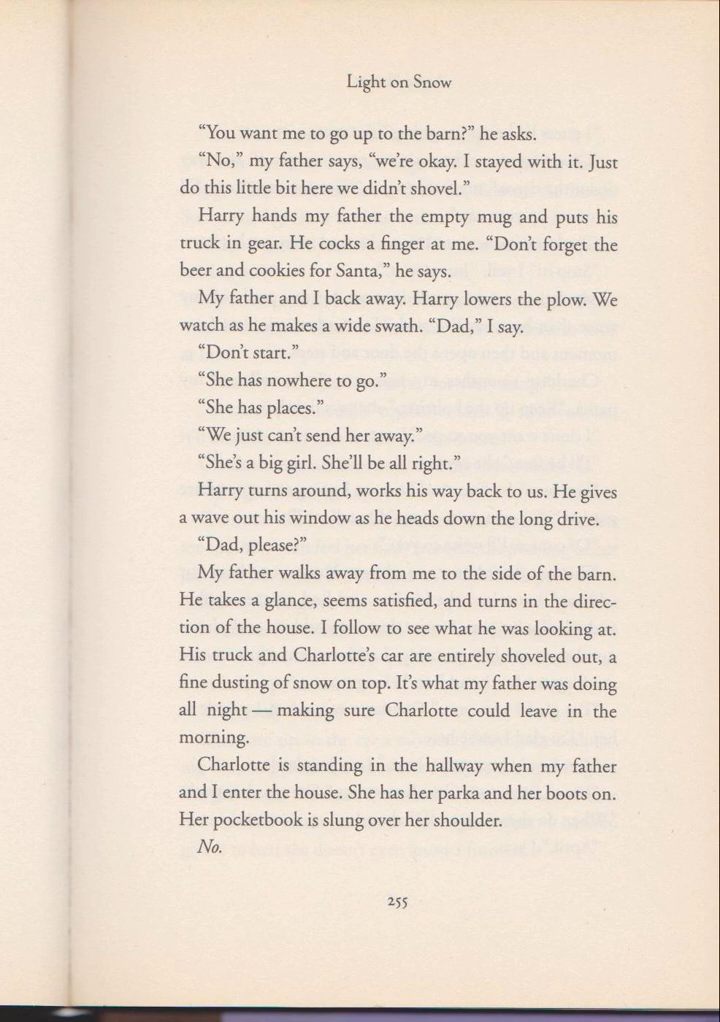 Light on Snow
“You want me to go up to the barn?” he asks.
“No,” my father says, “we’re okay. I stayed with it. Just
do this little bit here we didn’t shovel.”
Harry hands my father the empty mug and puts his
truck in gear. He cocks a finger at me. “Don’t forget the
beer and cookies for Santa,” he says.
My father and I back away. Harry lowers the plow. We
watch as he makes a wide swath. “Dad,” I say.
“Don’t start.”
“She has nowhere to go.”
“She has places.”
“We just can’t send her away.”
“She’s a big girl. She’ll be all right.”
Harry turns around, works his way back to us. He gives
a wave out his window as he heads down the long drive.
“Dad, please?”
My father walks away from me to the side of the barn.
He takes a glance, seems satisfied, and turns in the direc-
tion of the house. I follow to see what he was looking at.
His truck and Charlotte’s car are entirely shoveled out, a
fine dusting of snow on top. It’s what my father was doing
all night — making sure Charlotte could leave in the
morning.
Charlotte is standing in the hallway when my father
and I enter the house. She has her parka and her boots on.
Her pocketbook is slung over her shoulder.
No.
255